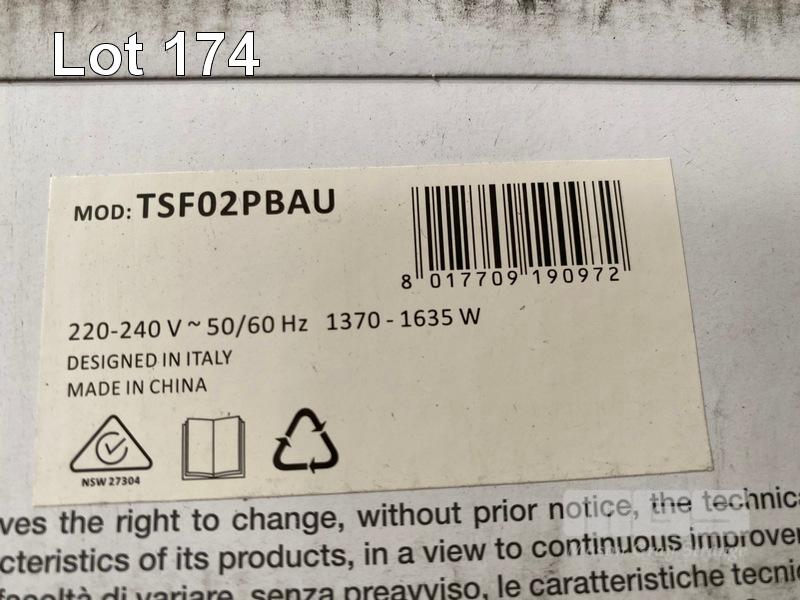 Lot 174
MOD: TSF02PBAU
8 017709 190972
220-240 V ~ 50/60 Hz 1370 - 1635 W
DESIGNED IN ITALY
MADE IN CHINA
NSW 27304
ves the right to change, without prior notice, the technica
cteristics of its products, in a view to continuous improver
facoltà di variare, senza preavviso, le caratteristiche tecnic